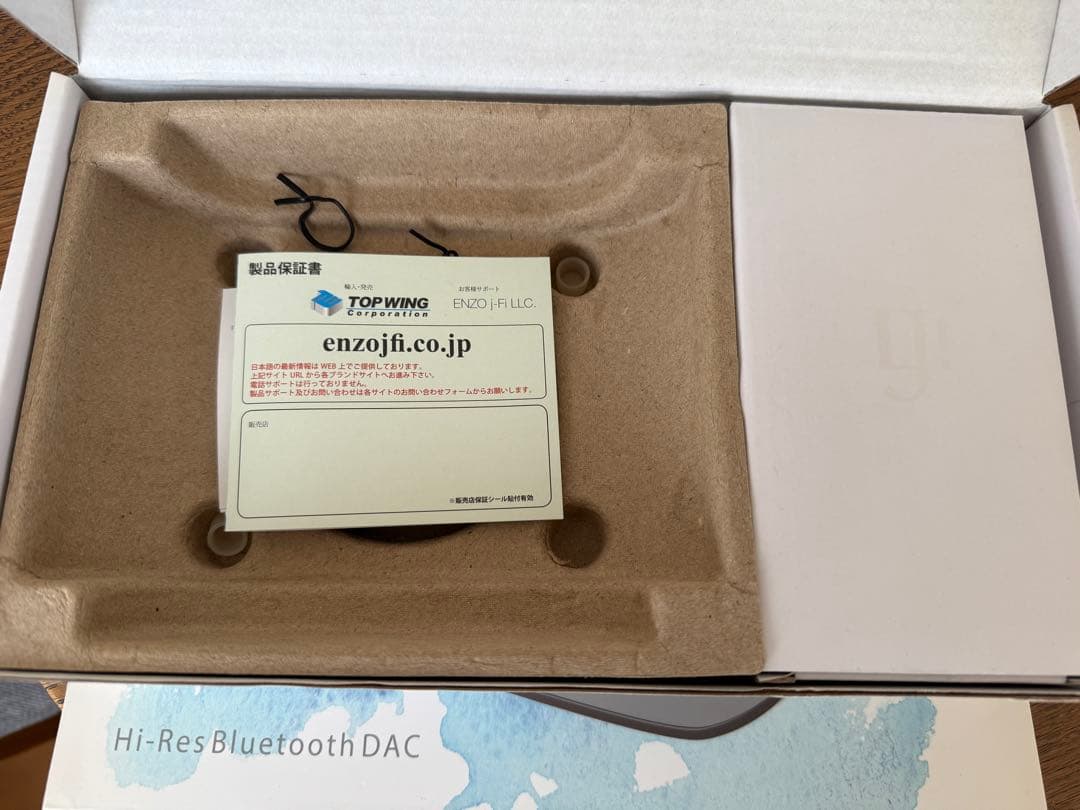 製品保証書
輸入・発売
お客様サポート
TOP WING
Corporation
ENZO j-Fi LLC.
enzojfi.co.jp
日本語の最新情報は WEB 上でご提供しております。
上記サイト URL から各ブランドサイトへお進み下さい。
電話サポートは行っておりません。
製品サポート及びお問い合わせは各サイトのお問い合わせフォームからお願いします。
販売店
※販売店保証シール貼付有効
Hi-Res Bluetooth DAC